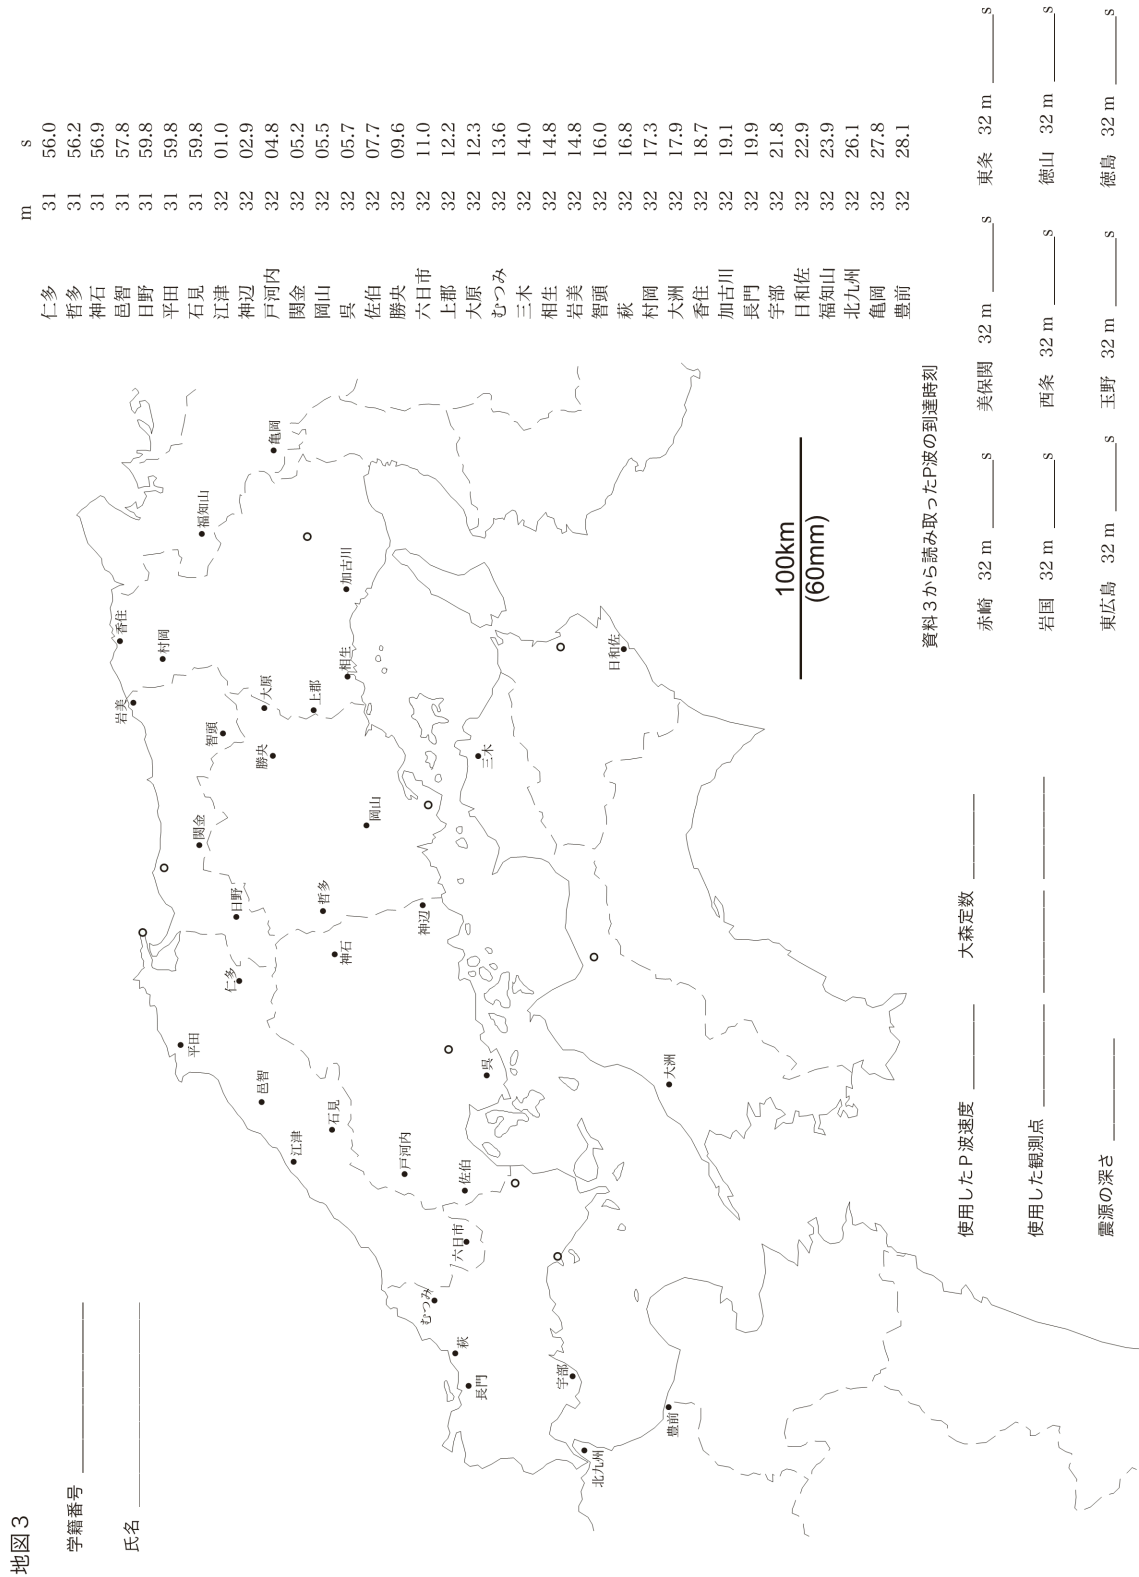 地図３
学籍番号
氏名
香住
岩美
村岡
福知山
亀岡
平田
仁多
日野
関金
智頭
大原
勝央
上郡
加古川
相生
邑智
江津
石見
神石
哲多
岡山
神辺
戸河内
佐伯
六日市
むつみ
萩
長門
呉
三木
日和佐
宇部
北九州
豊前
大洲
100km
(60mm)
m s
仁多 31 56.0
哲多 31 56.2
神石 31 56.9
邑智 31 57.8
日野 31 59.8
平田 31 59.8
石見 31 59.8
江津 32 01.0
神辺 32 02.9
戸河内 32 04.8
関金 32 05.2
岡山 32 05.5
呉 32 05.7
佐伯 32 07.7
勝央 32 09.6
六日市 32 11.0
上郡 32 12.2
大原 32 12.3
むつみ 32 13.6
三木 32 14.0
相生 32 14.8
岩美 32 14.8
智頭 32 16.0
萩 32 16.8
村岡 32 17.3
大洲 32 17.9
香住 32 18.7
加古川 32 19.1
長門 32 19.9
宇部 32 21.8
日和佐 32 22.9
福知山 32 23.9
北九州 32 26.1
亀岡 32 27.8
豊前 32 28.1
資料３から読み取ったP波の到達時刻
赤崎 32 m s 美保関 32 m s 東条 32 m s
岩国 32 m s 西条 32 m s 徳山 32 m s
東広島 32 m s 玉野 32 m s 徳島 32 m s
使用したＰ波速度 大森定数
使用した観測点
震源の深さ